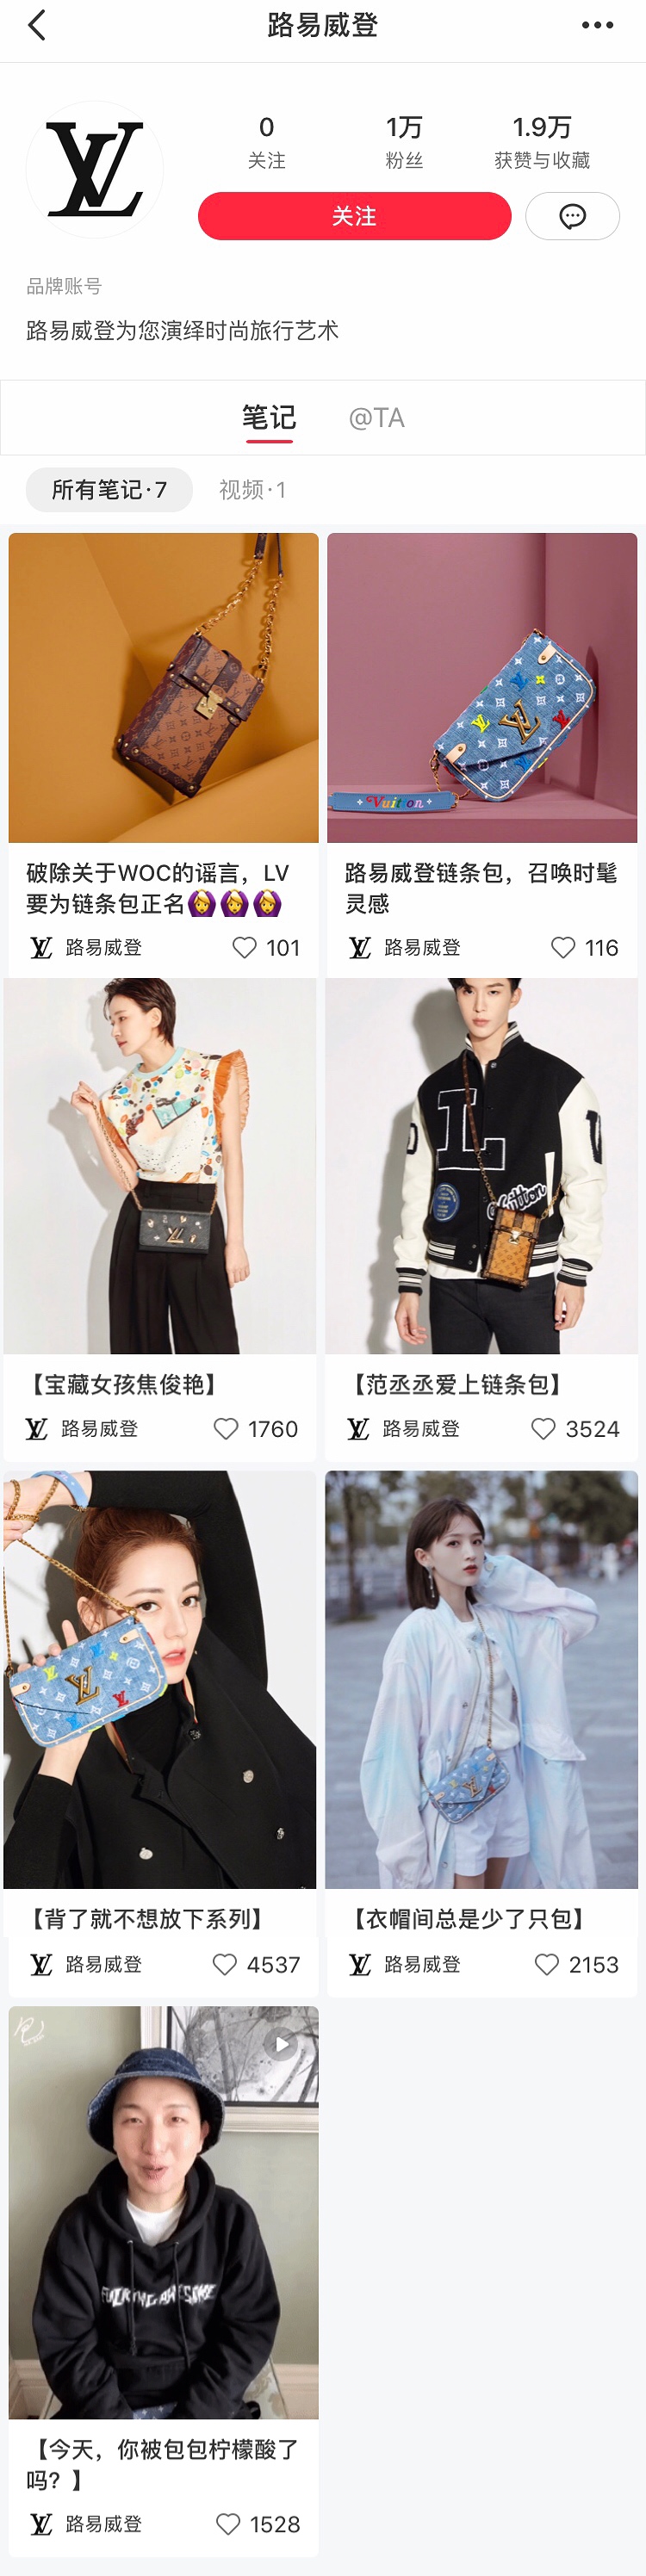 路易威登
0
1万
1.9万
关注
粉丝
获赞与收藏
关注
品牌账号
路易威登为您演绎时尚旅行艺术
笔记
@TA
所有笔记·7
视频·1
Vuitton
破除关于WOC的谣言，LV
要为链条包正名🙆‍♀️🙆‍♀️🙆‍♀️
路易威登
101
路易威登链条包，召唤时髦
灵感
路易威登
116
L
Vuitton
【宝藏女孩焦俊艳】
路易威登
1760
【范丞丞爱上链条包】
路易威登
3524
【背了就不想放下系列】
路易威登
4537
【衣帽间总是少了只包】
路易威登
2153
FUCKING AWESOME
【今天，你被包包柠檬酸了
吗？】
路易威登
1528